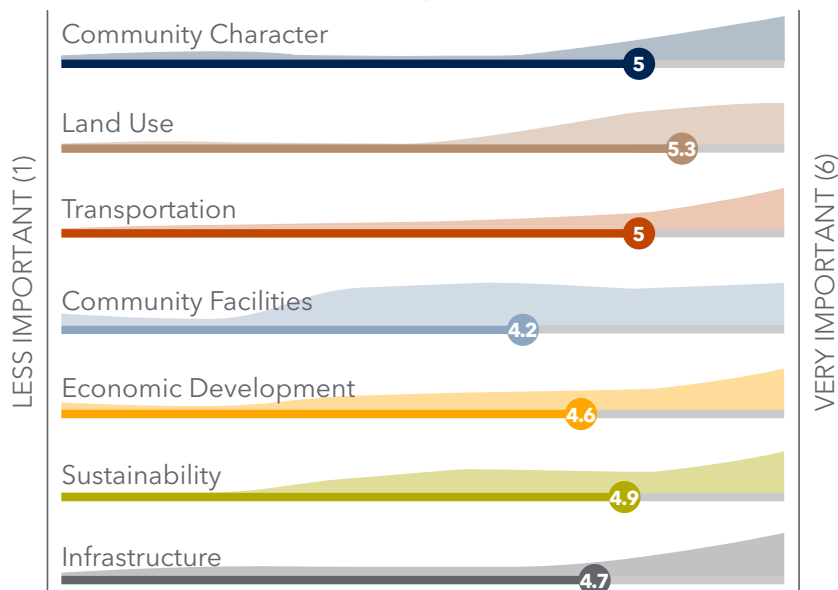 Community Character
5
Land Use
5.3
Transportation
5
Community Facilities
4.2
Economic Development
4.6
Sustainability
4.9
Infrastructure
4.7
LESS IMPORTANT (1)
VERY IMPORTANT (6)